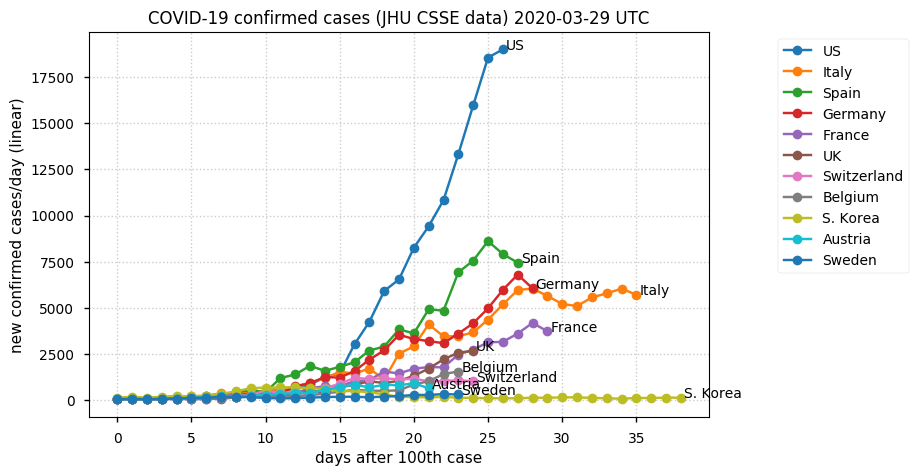 COVID-19 confirmed cases (JHU CSSE data) 2020-03-29 UTC
new confirmed cases/day (linear)
17500
15000
12500
10000
7500
5000
2500
0
0 5 10 15 20 25 30 35
days after 100th case
US
Spain
Germany
Italy
France
UK
Belgium
Switzerland
Austria
Sweden
S. Korea
US
Italy
Spain
Germany
France
UK
Switzerland
Belgium
S. Korea
Austria
Sweden